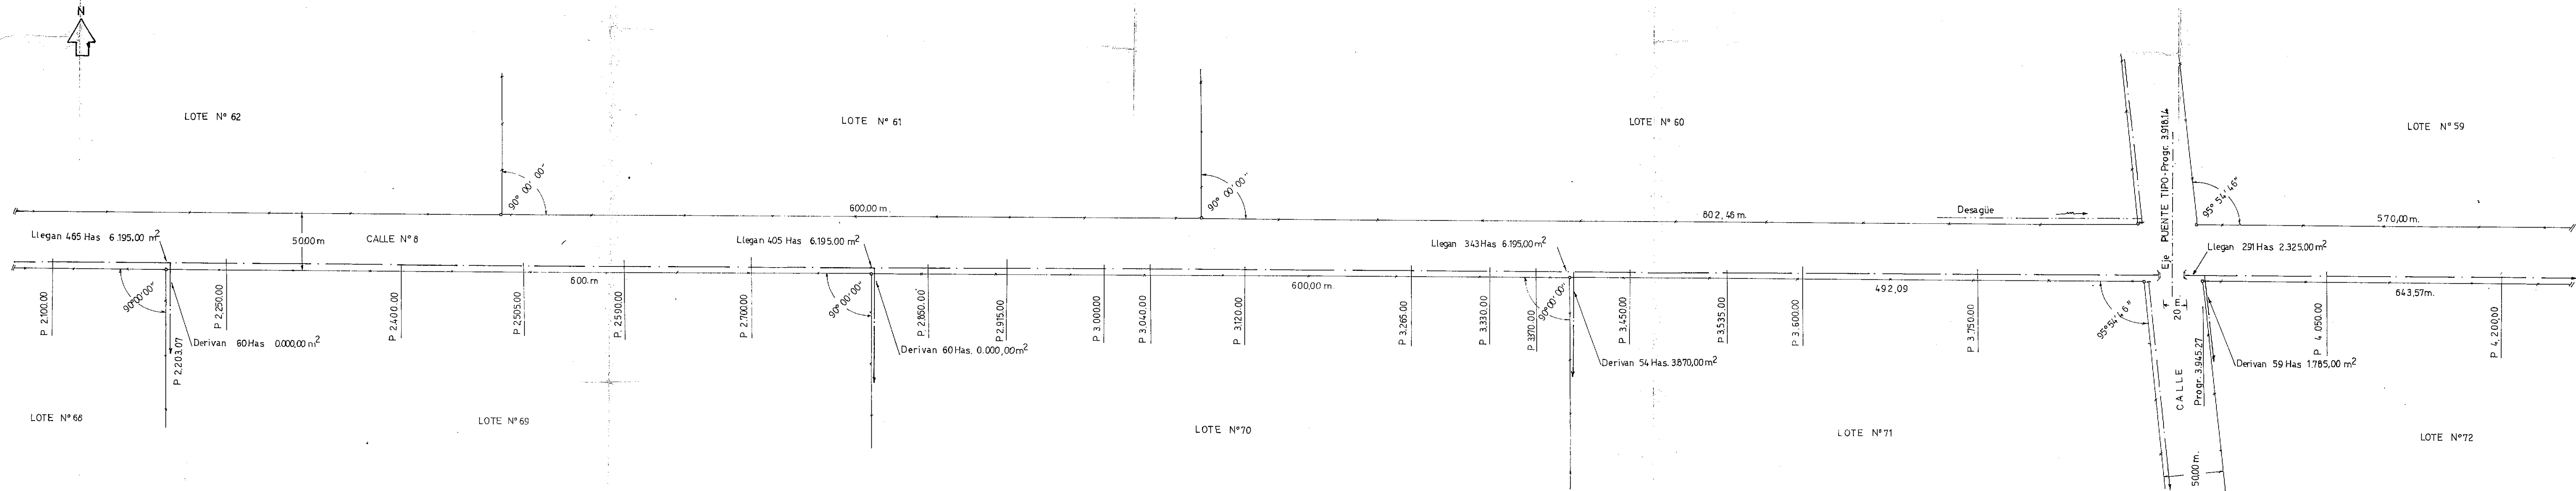 N
LOTE Nº 62
LOTE Nº 61
LOTE Nº 60
LOTE Nº 59
90º 00' 00"
90º 00' 00"
Eje PUENTE TIPO-Progr. 3.918.14
95º 54' 46"
600,00 m.
802,46 m.
Desagüe
570,00 m.
Llegan 465 Has 6.195.00 m²
50.00 m
CALLE Nº 8
Llegan 405 Has 6.195.00 m²
Llegan 343 Has 6.195,00 m²
Llegan 291 Has 2.325,00 m²
600. m
600,00 m
492,09
643,57 m.
90º 00' 00"
90º 00' 00"
90º 00' 00"
95º 54' 46"
20 m.
P 2.100.00
P 2.203.07
P 2.250.00
P 2.400.00
P 2.505.00
P 2.590.00
P 2.700.00
P 2.850.00
P 2.915.00
P 3.000.00
P 3.040.00
P 3.120.00
P 3.265.00
P 3.330.00
P 3.370.00
P 3.450.00
P 3.535.00
P 3.600.00
P 3.750.00
Progr. 3.945.27
P 4.050.00
P 4.200,00
Derivan 60 Has 0.000,00 m²
Derivan 60 Has. 0.000,00 m²
Derivan 54 Has. 3.870,00 m²
Derivan 59 Has 1.785,00 m²
CALLE
50,00 m.
LOTE Nº 68
LOTE Nº 69
LOTE Nº 70
LOTE Nº 71
LOTE Nº 72